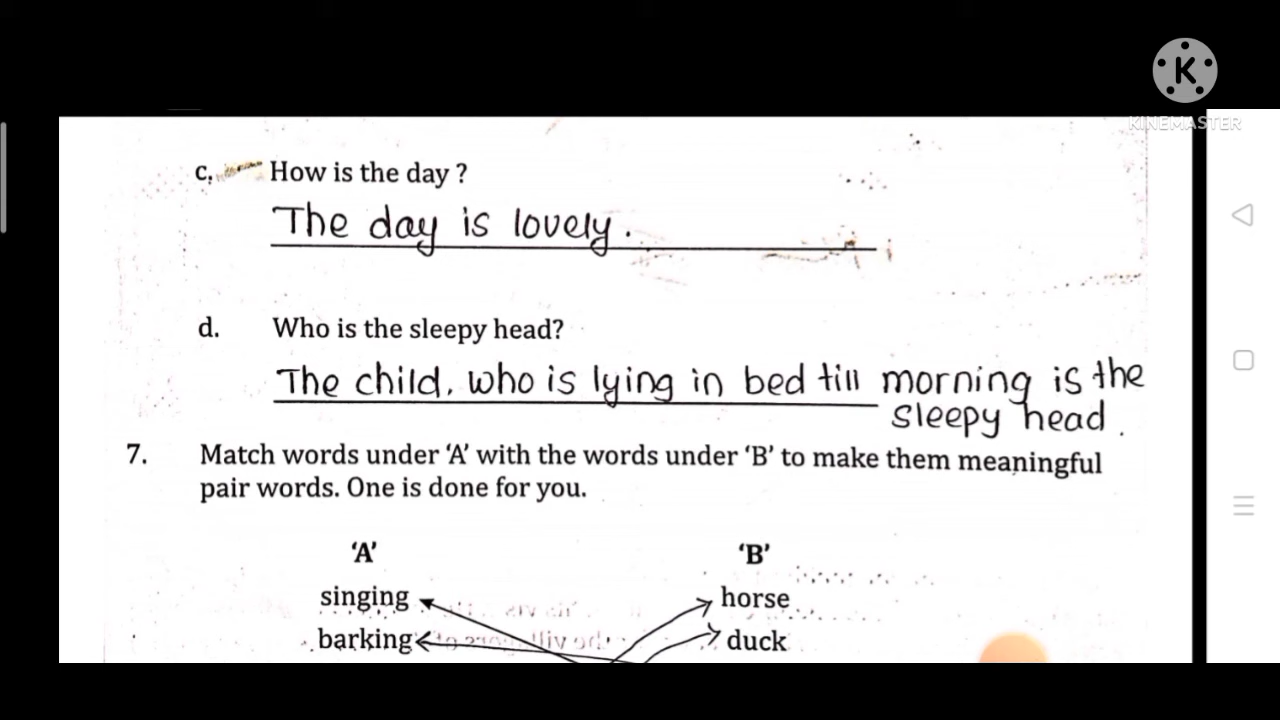 K
KINEMASTER
c. How is the day ?
The day is lovely.
d. Who is the sleepy head?
The child, who is lying in bed till morning is the
sleepy head.
7. Match words under ‘A’ with the words under ‘B’ to make them meaningful
pair words. One is done for you.
‘A’ ‘B’
singing horse
barking duck